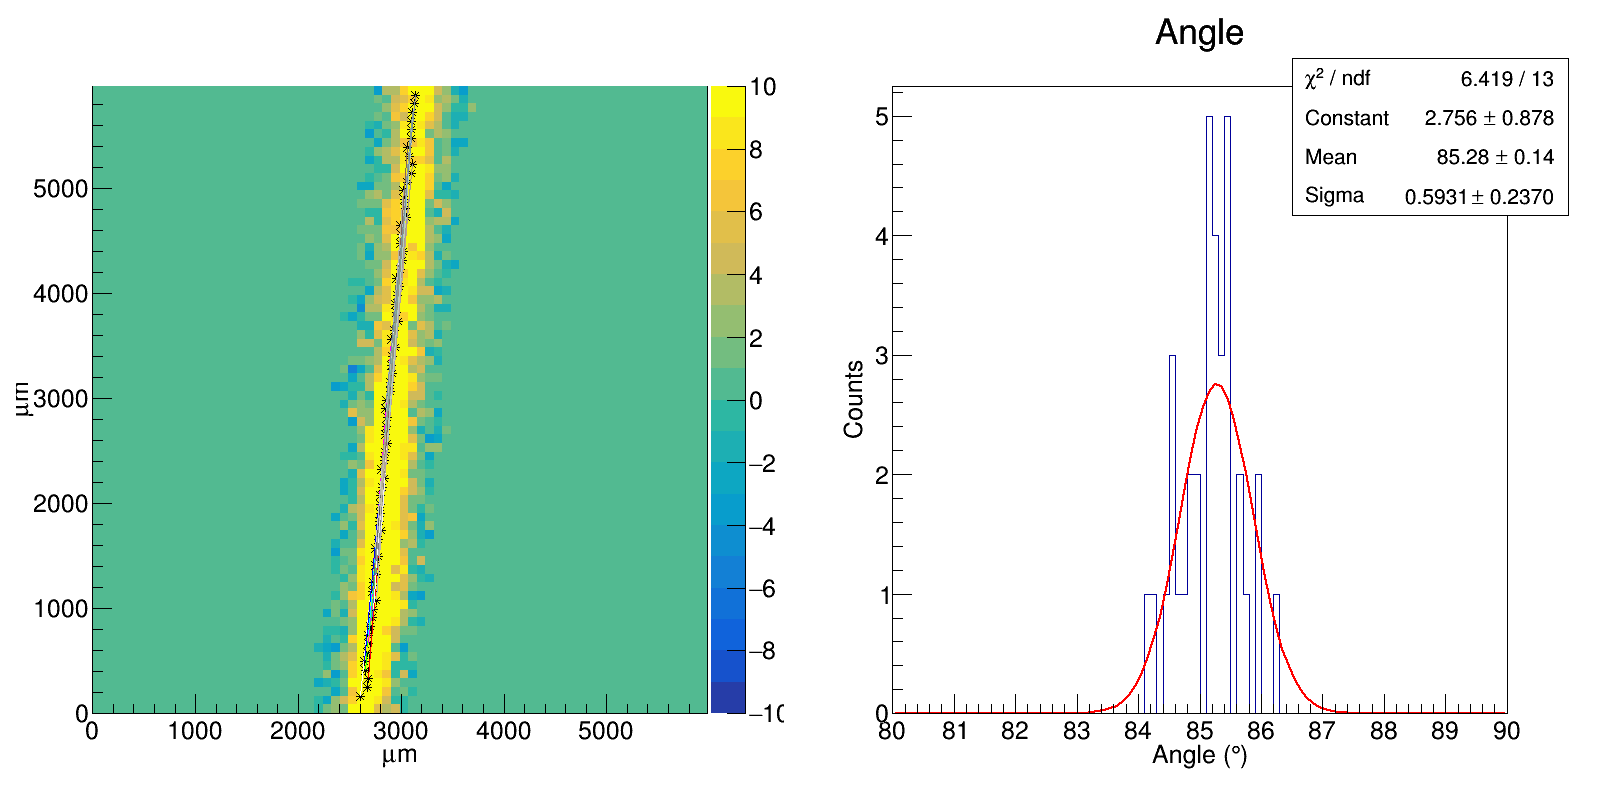 Angle
χ² / ndf 6.419 / 13
Constant 2.756 ± 0.878
Mean 85.28 ± 0.14
Sigma 0.5931 ± 0.2370
μm
5000
4000
3000
2000
1000
0
0 1000 2000 3000 4000 5000
μm
10
8
6
4
2
0
−2
−4
−6
−8
−10
Counts
5
4
3
2
1
0
80 81 82 83 84 85 86 87 88 89 90
Angle (°)